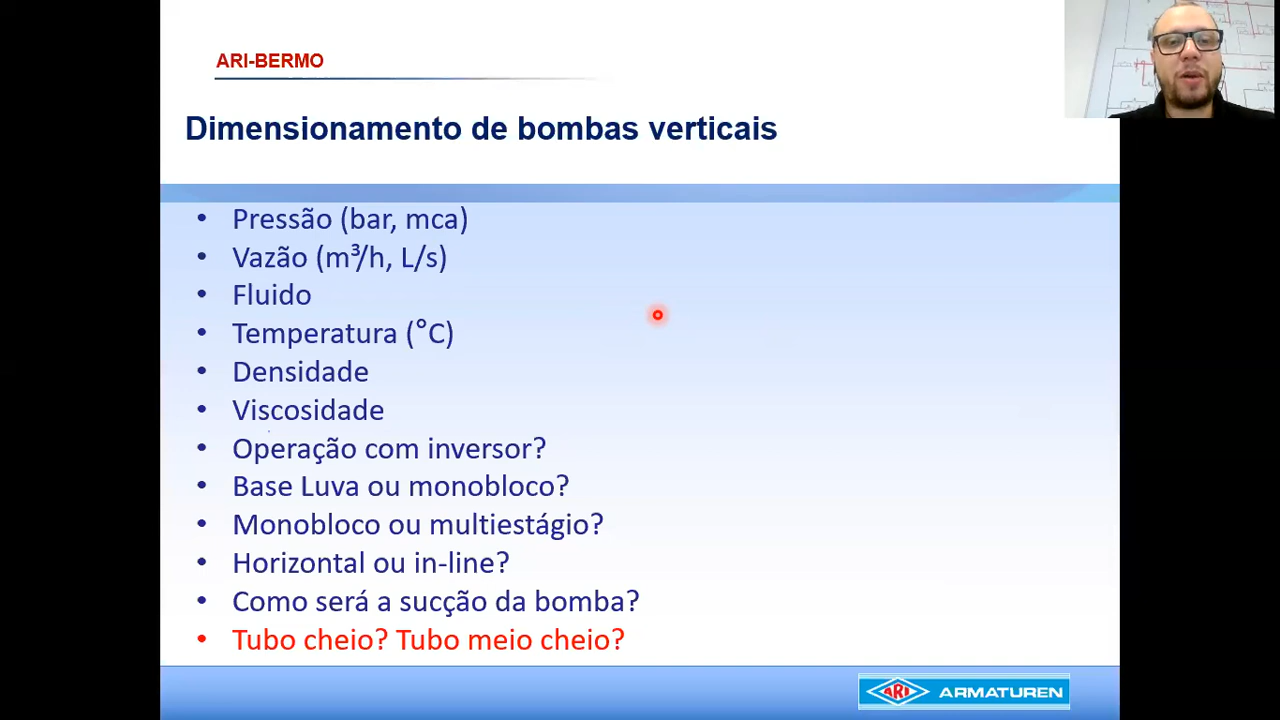 ARI-BERMO
Dimensionamento de bombas verticais
• Pressão (bar, mca)
• Vazão (m³/h, L/s)
• Fluido
• Temperatura (°C)
• Densidade
• Viscosidade
• Operação com inversor?
• Base Luva ou monobloco?
• Monobloco ou multiestágio?
• Horizontal ou in-line?
• Como será a sucção da bomba?
• Tubo cheio? Tubo meio cheio?
ARI ARMATUREN